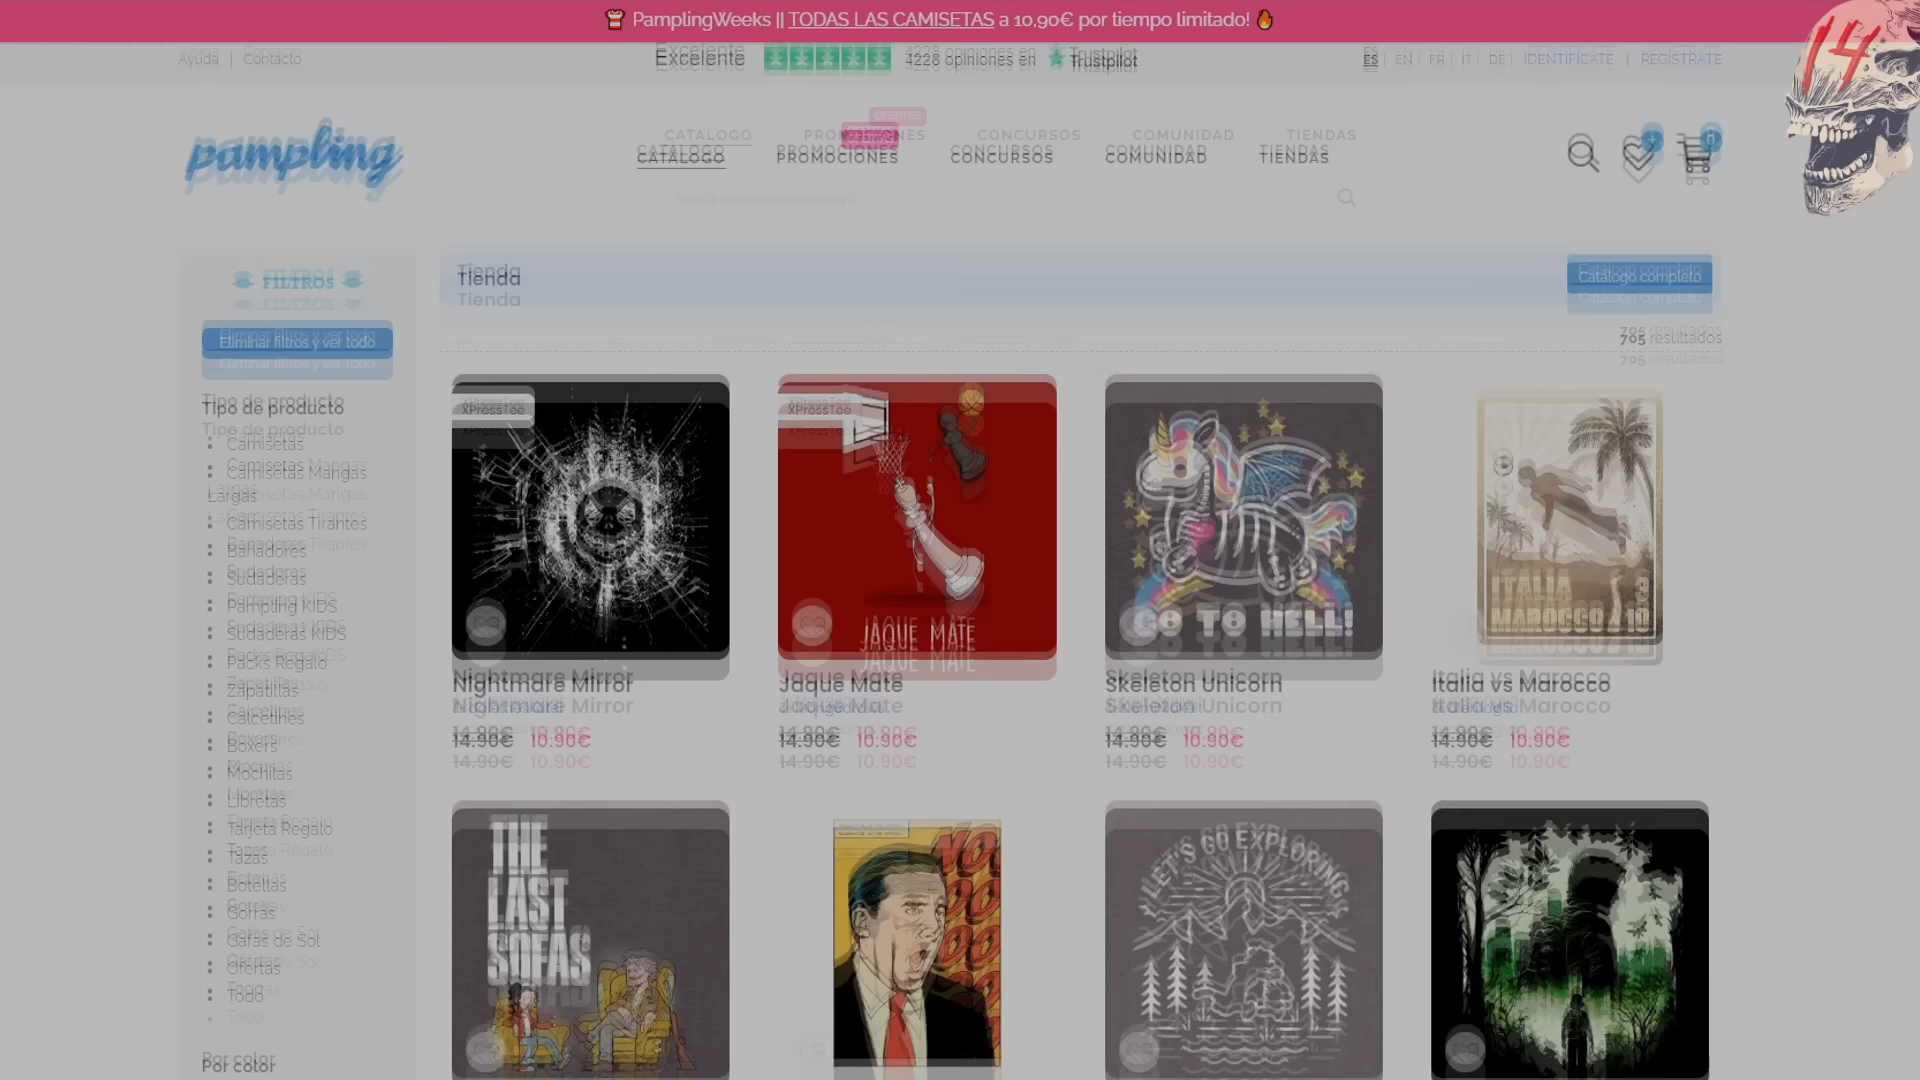 PamplingWeeks || TODAS LAS CAMISETAS a 10,90€ por tiempo limitado!
14
Ayuda | Contacto
Excelente 4228 opiniones en Trustpilot
ES | EN | FR | IT | DE | IDENTIFÍCATE | REGÍSTRATE
pampling
OFERTAS
CATÁLOGO PROMOCIONES CONCURSOS COMUNIDAD TIENDAS
FILTROS
Tienda
Catálogo completo
Eliminar filtros y ver todo
705 resultados
Tipo de producto
Camisetas
Camisetas Mangas
Largas
Camisetas Tirantes
Bañadores
Sudaderas
Pampling KIDS
Sudaderas KIDS
Packs Regalo
Zapatillas
Calcetines
Boxers
Mochilas
Libretas
Tarjeta Regalo
Tazas
Botellas
Gorras
Gafas de Sol
Ofertas
Todo
Por color
XPressTee
XPressTee
JAQUE MATE
GO TO HELL!
ITALIA 3
MAROCCO 10
Nightmare Mirror
14.90€ 10.90€
Jaque Mate
14.90€ 10.90€
Skeleton Unicorn
14.90€ 10.90€
Italia vs Marocco
14.90€ 10.90€
THE
LAST
SOFAS
LET'S GO EXPLORING